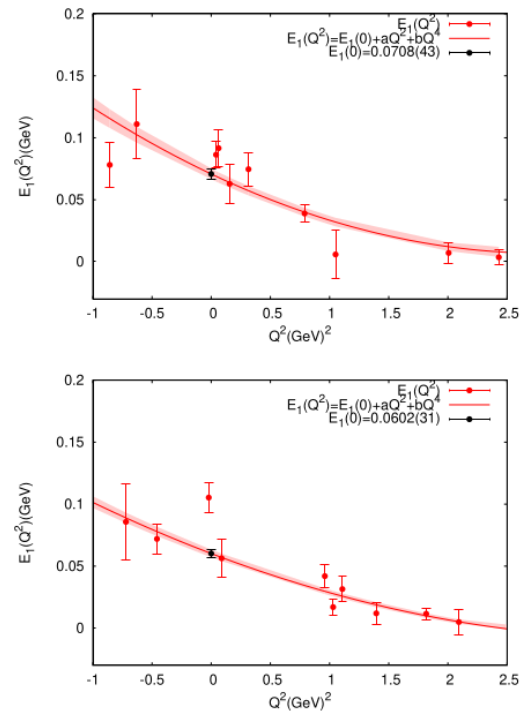 E1(Q²)
E1(Q²)=E1(0)+aQ²+bQ⁴
E1(0)=0.0708(43)
0.2
0.15
0.1
0.05
0
E1(Q²)(GeV)
-1 -0.5 0 0.5 1 1.5 2 2.5
Q²(GeV)²
E1(Q²)
E1(Q²)=E1(0)+aQ²+bQ⁴
E1(0)=0.0602(31)
0.2
0.15
0.1
0.05
0
E1(Q²)(GeV)
-1 -0.5 0 0.5 1 1.5 2 2.5
Q²(GeV)²